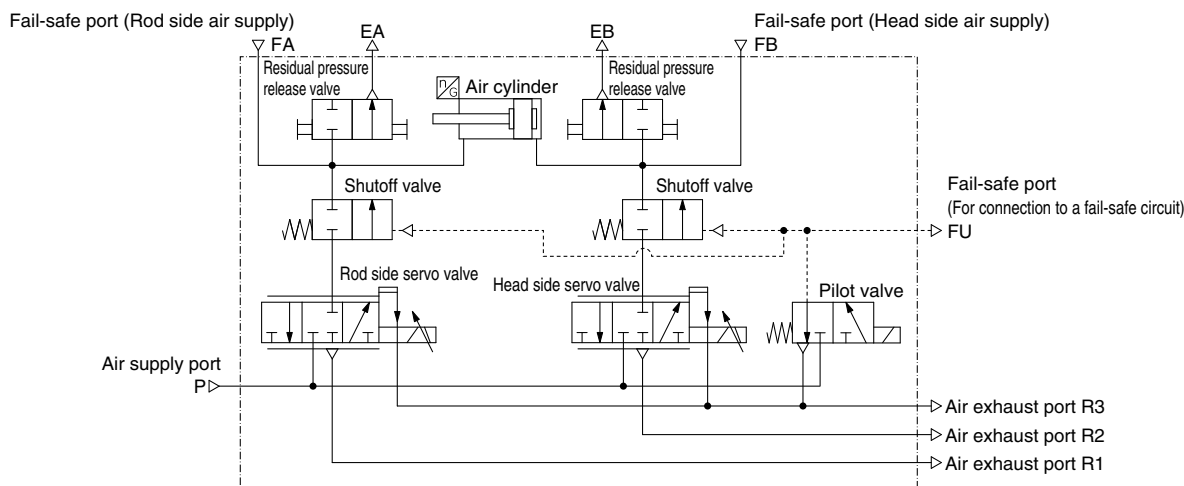 Fail-safe port (Rod side air supply)
Fail-safe port (Head side air supply)
FA
EA
EB
FB
Residual pressure
release valve
n/G
Air cylinder
Residual pressure
release valve
Shutoff valve
Shutoff valve
Fail-safe port
(For connection to a fail-safe circuit)
FU
Rod side servo valve
Head side servo valve
Pilot valve
Air supply port
P
Air exhaust port R3
Air exhaust port R2
Air exhaust port R1